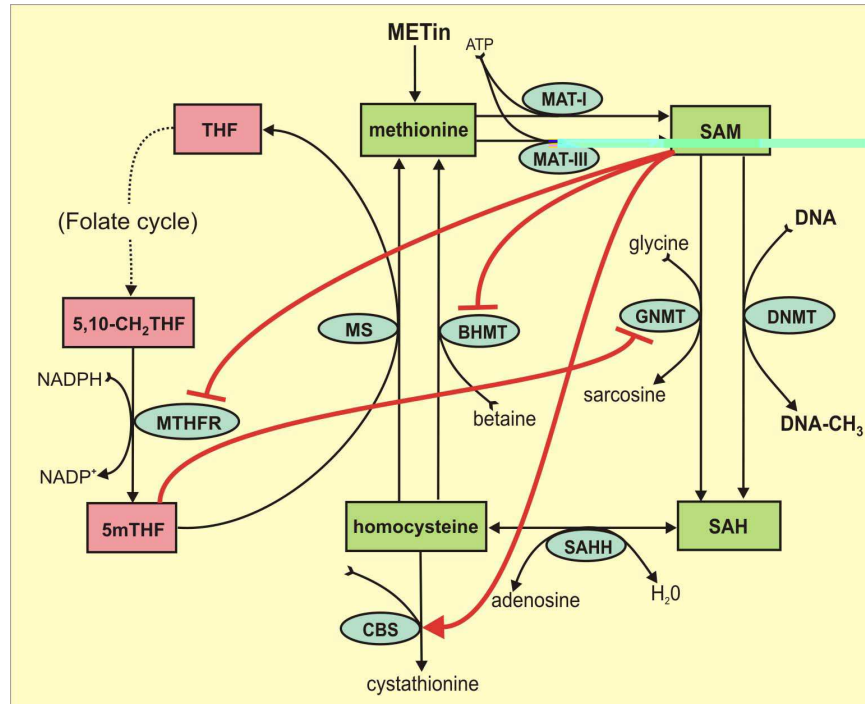 METin
ATP
MAT-I
THF
methionine
SAM
MAT-III
(Folate cycle)
DNA
glycine
5,10-CH₂THF
MS
BHMT
GNMT
DNMT
NADPH
sarcosine
MTHFR
betaine
DNA-CH₃
NADP⁺
5mTHF
homocysteine
SAH
SAHH
adenosine
H₂0
CBS
cystathionine